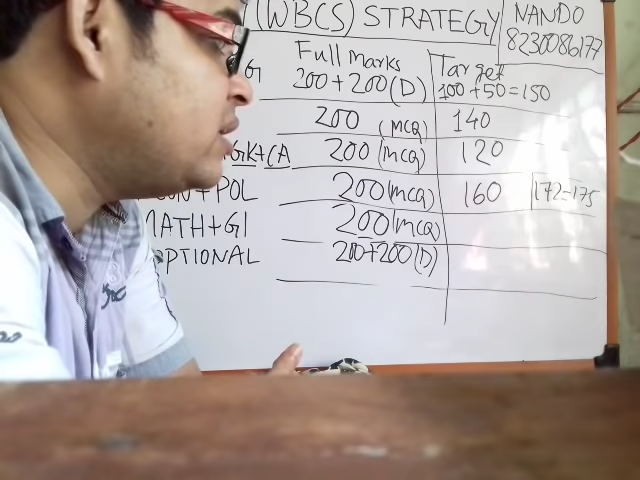 (WBCS) STRATEGY
NANDO
8230086177
G Full Marks 200+200(D) Target 100+50=150
200 (MCQ) 140
GK+CA 200(MCQ) 120
+POL 200(MCQ) 160 172-175
MATH+GI 200(MCQ)
OPTIONAL 200+200(D)